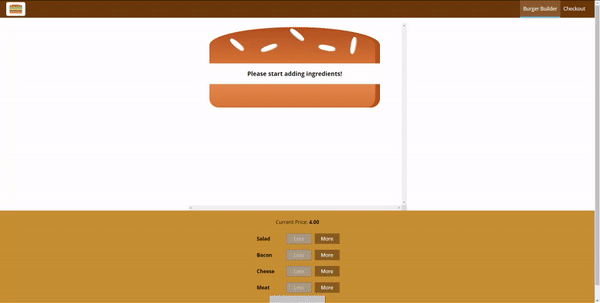 Burger Builder Checkout
Please start adding ingredients!
Current Price: 4.00
Salad Less More
Bacon Less More
Cheese Less More
Meat Less More